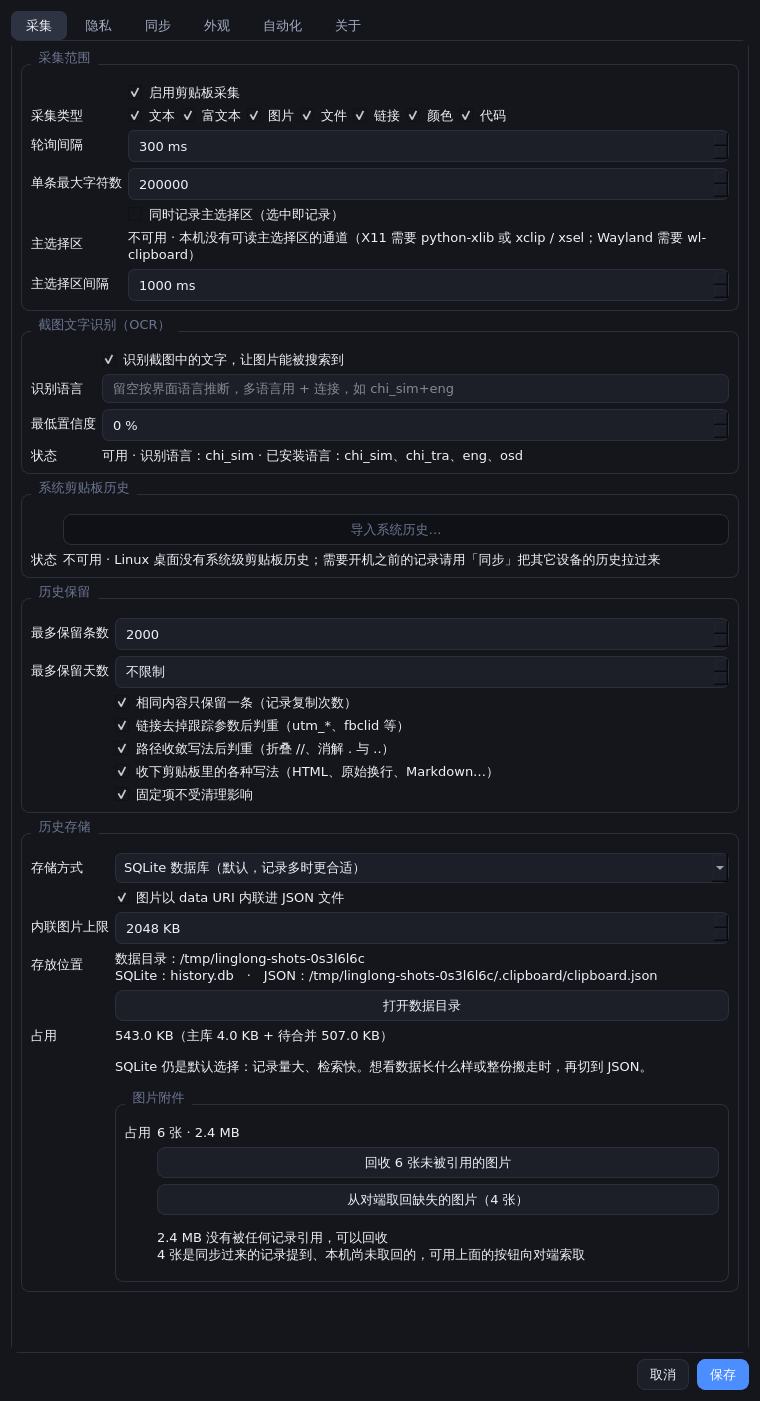 采集 隐私 同步 外观 自动化 关于
采集范围
启用剪贴板采集
采集类型 文本 富文本 图片 文件 链接 颜色 代码
轮询间隔 300 ms
单条最大字符数 200000
同时记录主选择区（选中即记录）
主选择区 不可用 · 本机没有可读主选择区的通道（X11 需要 python-xlib 或 xclip / xsel；Wayland 需要 wl-
clipboard）
主选择区间隔 1000 ms
截图文字识别（OCR）
识别截图中的文字，让图片能被搜索到
识别语言 留空按界面语言推断，多语言用 + 连接，如 chi_sim+eng
最低置信度 0 %
状态 可用 · 识别语言：chi_sim · 已安装语言：chi_sim、chi_tra、eng、osd
系统剪贴板历史
导入系统历史…
状态 不可用 · Linux 桌面没有系统级剪贴板历史；需要开机之前的记录请用「同步」把其它设备的历史拉过来
历史保留
最多保留条数 2000
最多保留天数 不限制
相同内容只保留一条（记录复制次数）
链接去掉跟踪参数后判重（utm_*、fbclid 等）
路径收敛写法后判重（折叠 //、消解 . 与 ..）
收下剪贴板里的各种写法（HTML、原始换行、Markdown…）
固定项不受清理影响
历史存储
存储方式 SQLite 数据库（默认，记录多时更合适）
图片以 data URI 内联进 JSON 文件
内联图片上限 2048 KB
存放位置 数据目录：/tmp/linglong-shots-0s3l6l6c
SQLite：history.db · JSON：/tmp/linglong-shots-0s3l6l6c/.clipboard/clipboard.json
打开数据目录
占用 543.0 KB（主库 4.0 KB + 待合并 507.0 KB）
SQLite 仍是默认选择：记录量大、检索快。想看数据长什么样或整份搬走时，再切到 JSON。
图片附件
占用 6 张 · 2.4 MB
回收 6 张未被引用的图片
从对端取回缺失的图片（4 张）
2.4 MB 没有被任何记录引用，可以回收
4 张是同步过来的记录提到、本机尚未取回的，可用上面的按钮向对端索取
取消 保存